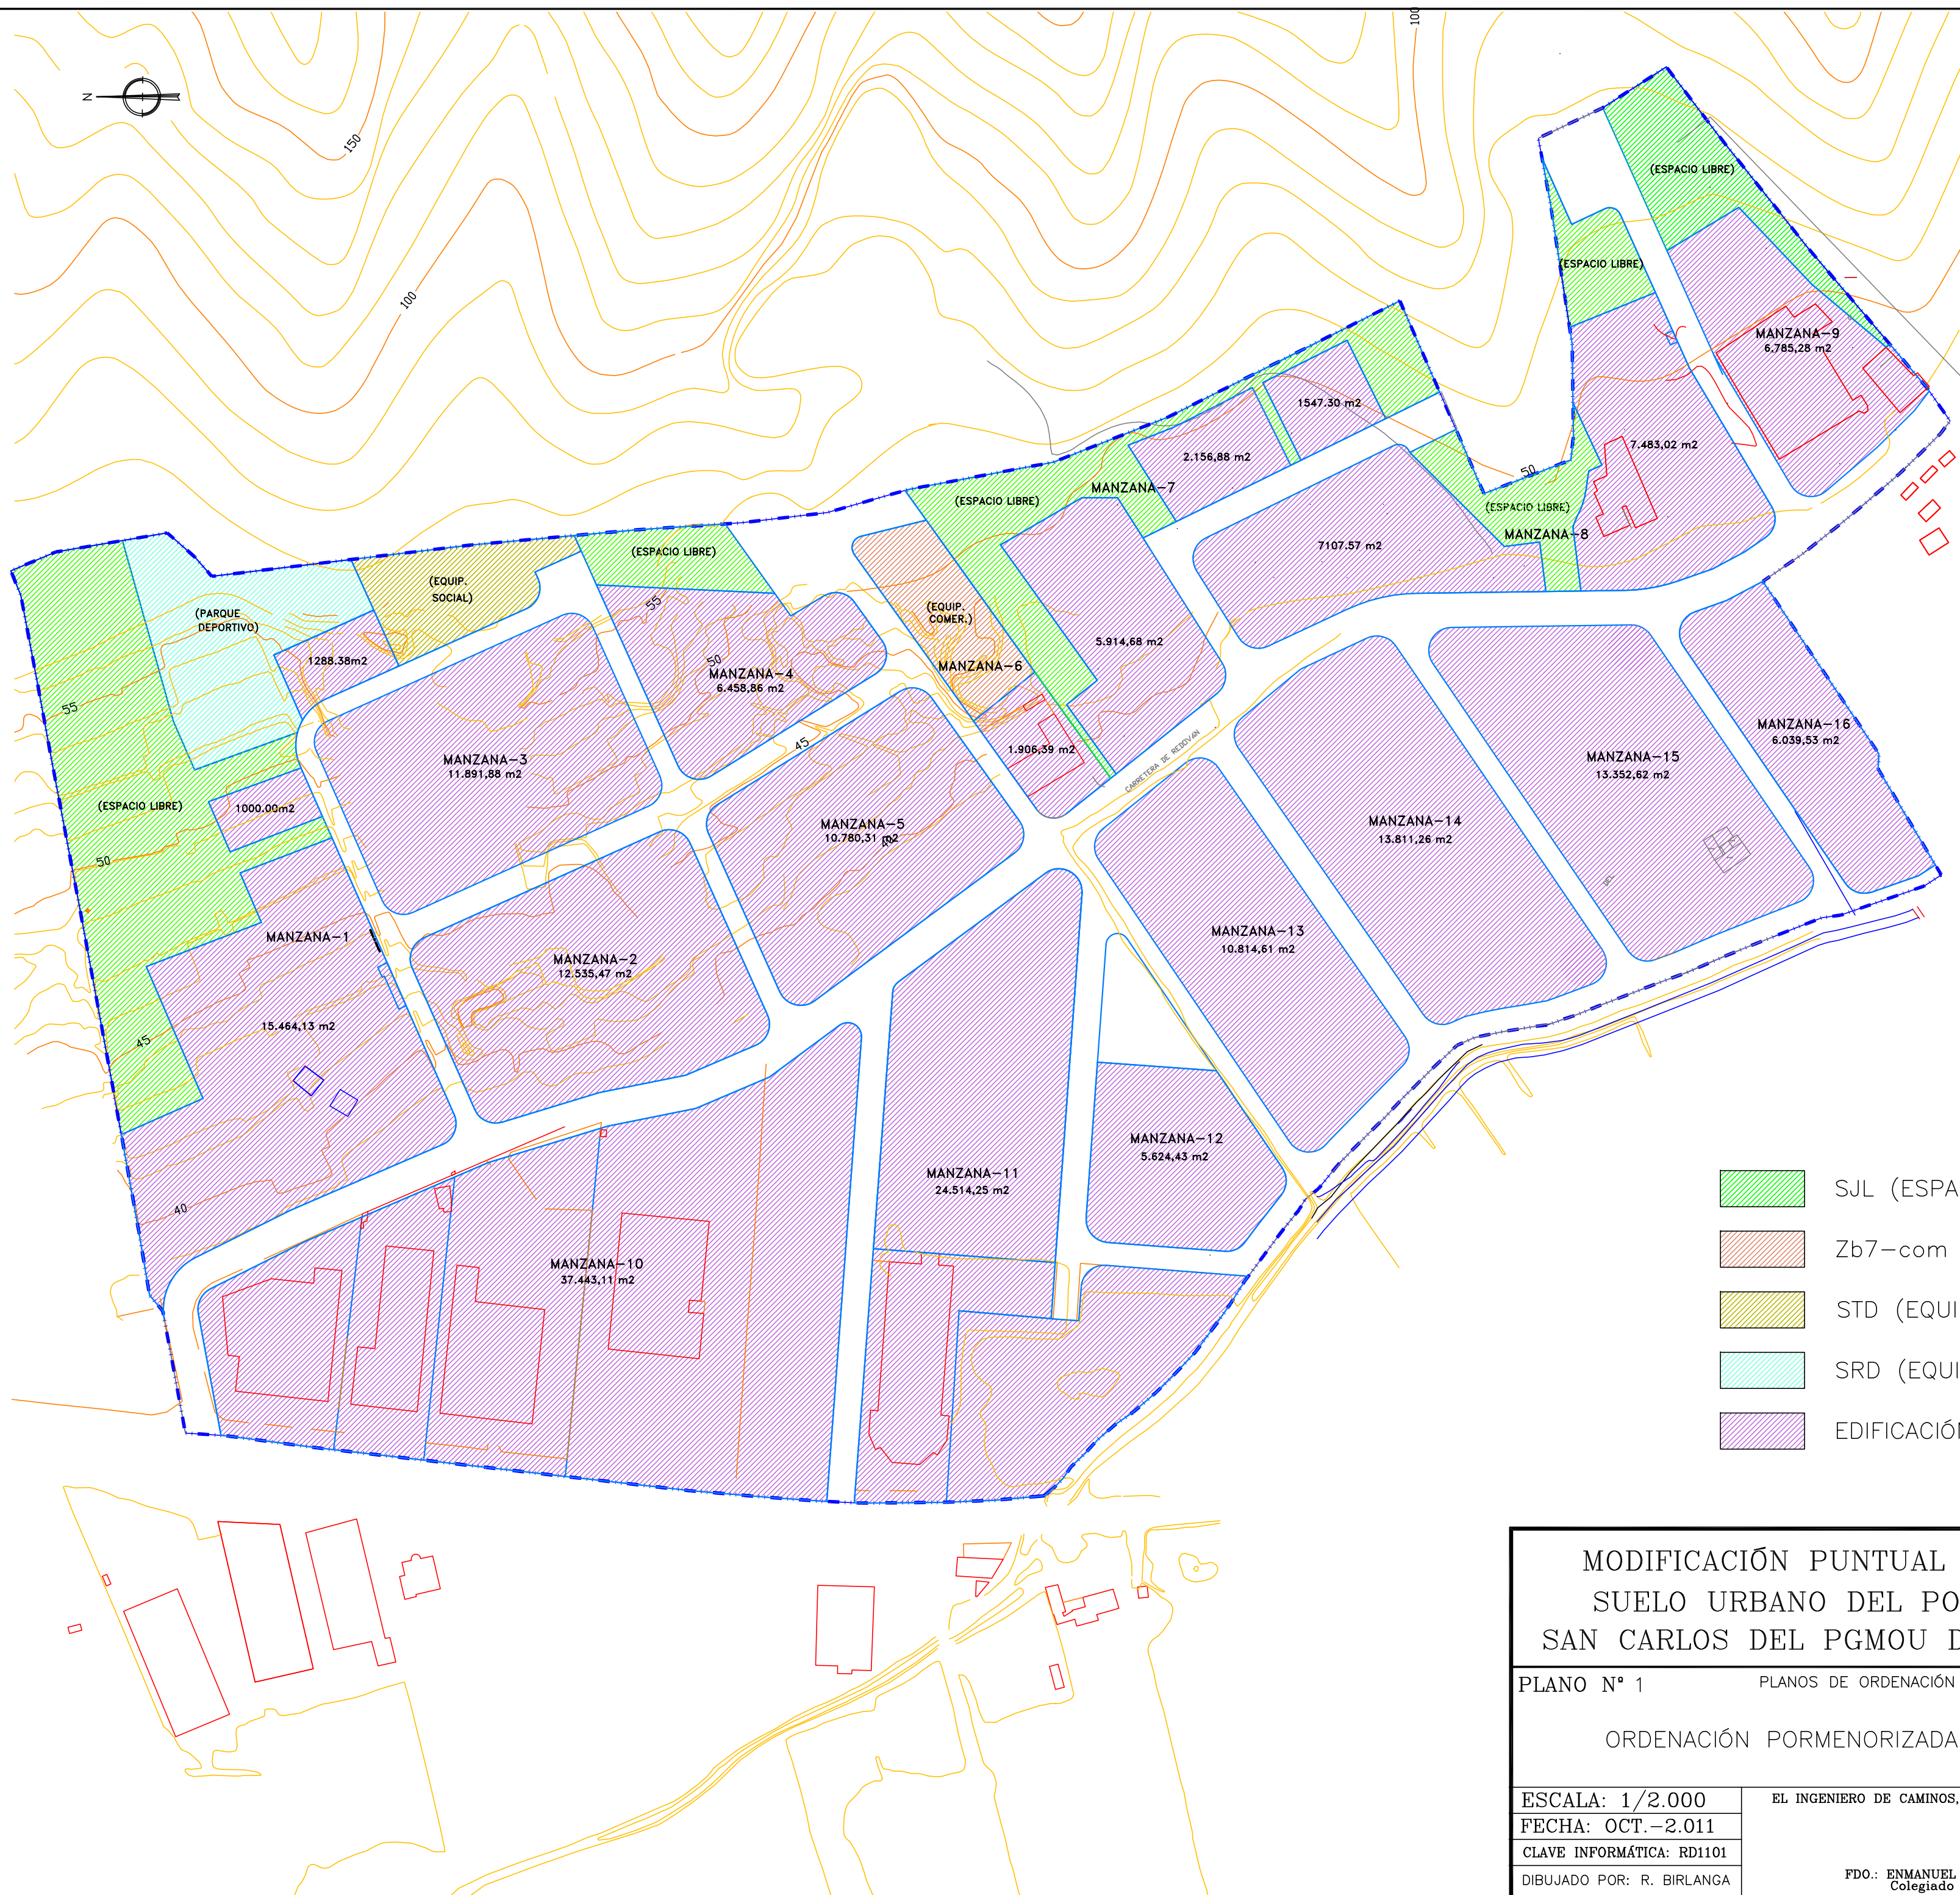 100
N
150
(ESPACIO LIBRE)
(ESPACIO LIBRE)
100
MANZANA-9
6.785,28 m2
1547.30 m2
7.483,02 m2
2.156,88 m2
50
MANZANA-7
(ESPACIO LIBRE)
(ESPACIO LIBRE)
MANZANA-8
7107.57 m2
(ESPACIO LIBRE)
(EQUIP.
SOCIAL)
55
(PARQUE
DEPORTIVO)
(EQUIP.
COMER.)
5.914,68 m2
1288.38m2
50
MANZANA-6
MANZANA-4
6.458,86 m2
55
MANZANA-16
6.039,53 m2
45
1.906,39 m2
CARRETERA DE REDOVAN
MANZANA-3
11.891,88 m2
MANZANA-15
13.352,62 m2
(ESPACIO LIBRE)
1000.00m2
MANZANA-5
10.780,31 m2
40
MANZANA-14
13.811,26 m2
50
DEL
MANZANA-1
MANZANA-2
12.535,47 m2
MANZANA-13
10.814,61 m2
15.464,13 m2
45
MANZANA-12
5.624,43 m2
MANZANA-11
24.514,25 m2
40
MANZANA-10
37.443,11 m2
SJL (ESPA
Zb7-com
STD (EQUI
SRD (EQUI
EDIFICACIÓN
MODIFICACIÓN PUNTUAL
SUELO URBANO DEL PO
SAN CARLOS DEL PGMOU D
PLANO Nº 1
PLANOS DE ORDENACIÓN
ORDENACIÓN PORMENORIZADA
ESCALA: 1/2.000
EL INGENIERO DE CAMINOS,
FECHA: OCT.-2.011
CLAVE INFORMÁTICA: RD1101
DIBUJADO POR: R. BIRLANGA
FDO.: ENMANUEL
Colegiado